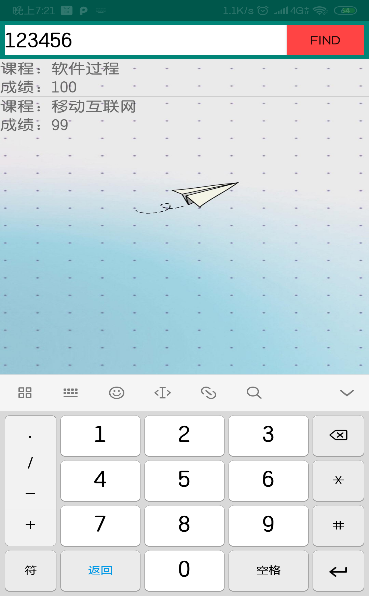 晚上7:21 1.1K/s 4G 64
123456 FIND
课程：软件过程
成绩：100
课程：移动互联网
成绩：99
. 1 2 3
/
− 4 5 6 *
+ 7 8 9 #
符 返回 0 空格